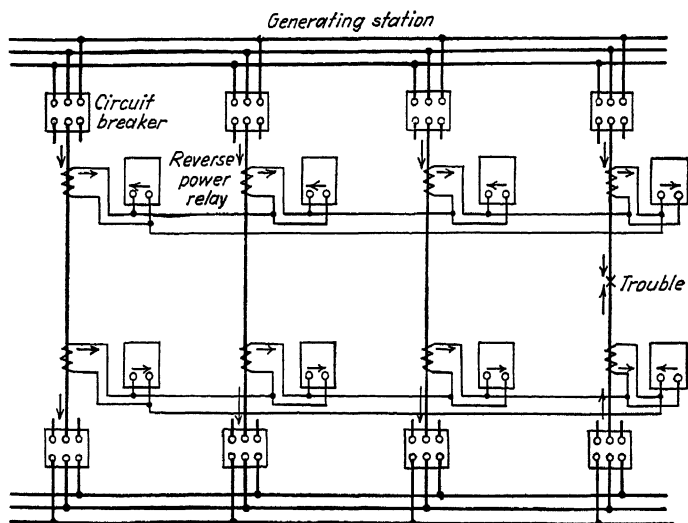 Generating station
Circuit
breaker
Reverse
power
relay
Trouble